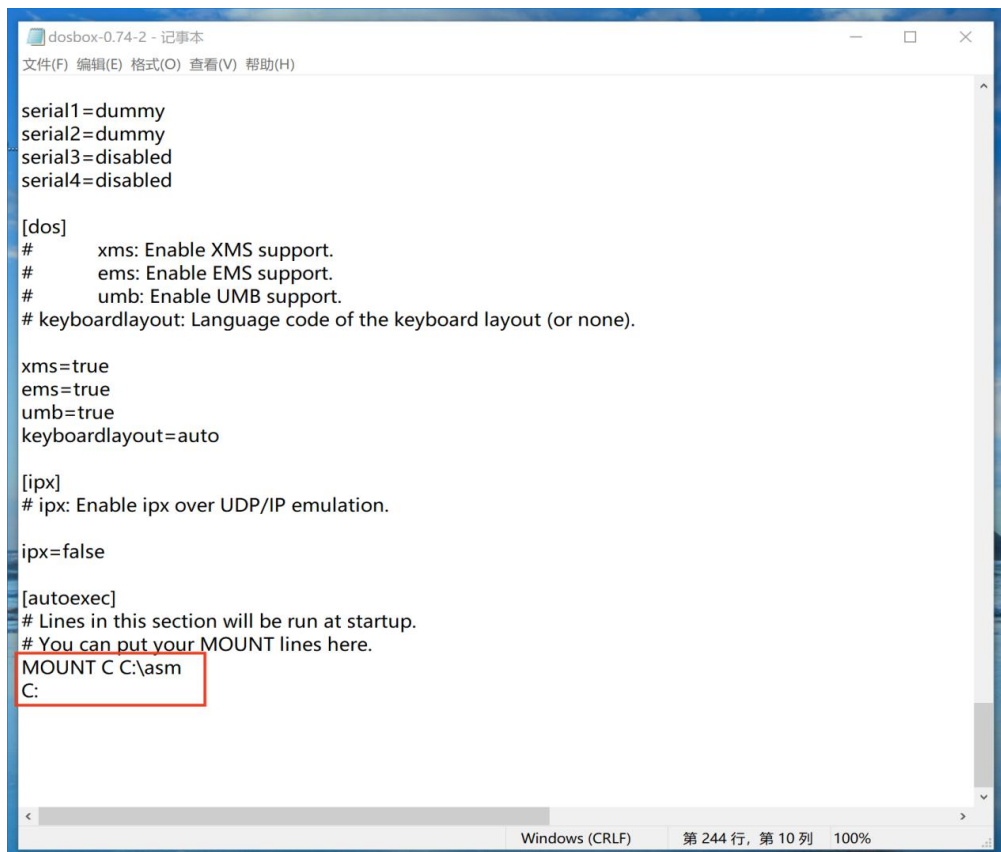 dosbox-0.74-2 - 记事本
文件(F) 编辑(E) 格式(O) 查看(V) 帮助(H)
serial1=dummy
serial2=dummy
serial3=disabled
serial4=disabled
[dos]
#            xms: Enable XMS support.
#            ems: Enable EMS support.
#            umb: Enable UMB support.
# keyboardlayout: Language code of the keyboard layout (or none).
xms=true
ems=true
umb=true
keyboardlayout=auto
[ipx]
# ipx: Enable ipx over UDP/IP emulation.
ipx=false
[autoexec]
# Lines in this section will be run at startup.
# You can put your MOUNT lines here.
MOUNT C C:\asm
C:
Windows (CRLF) 第 244 行，第 10 列 100%